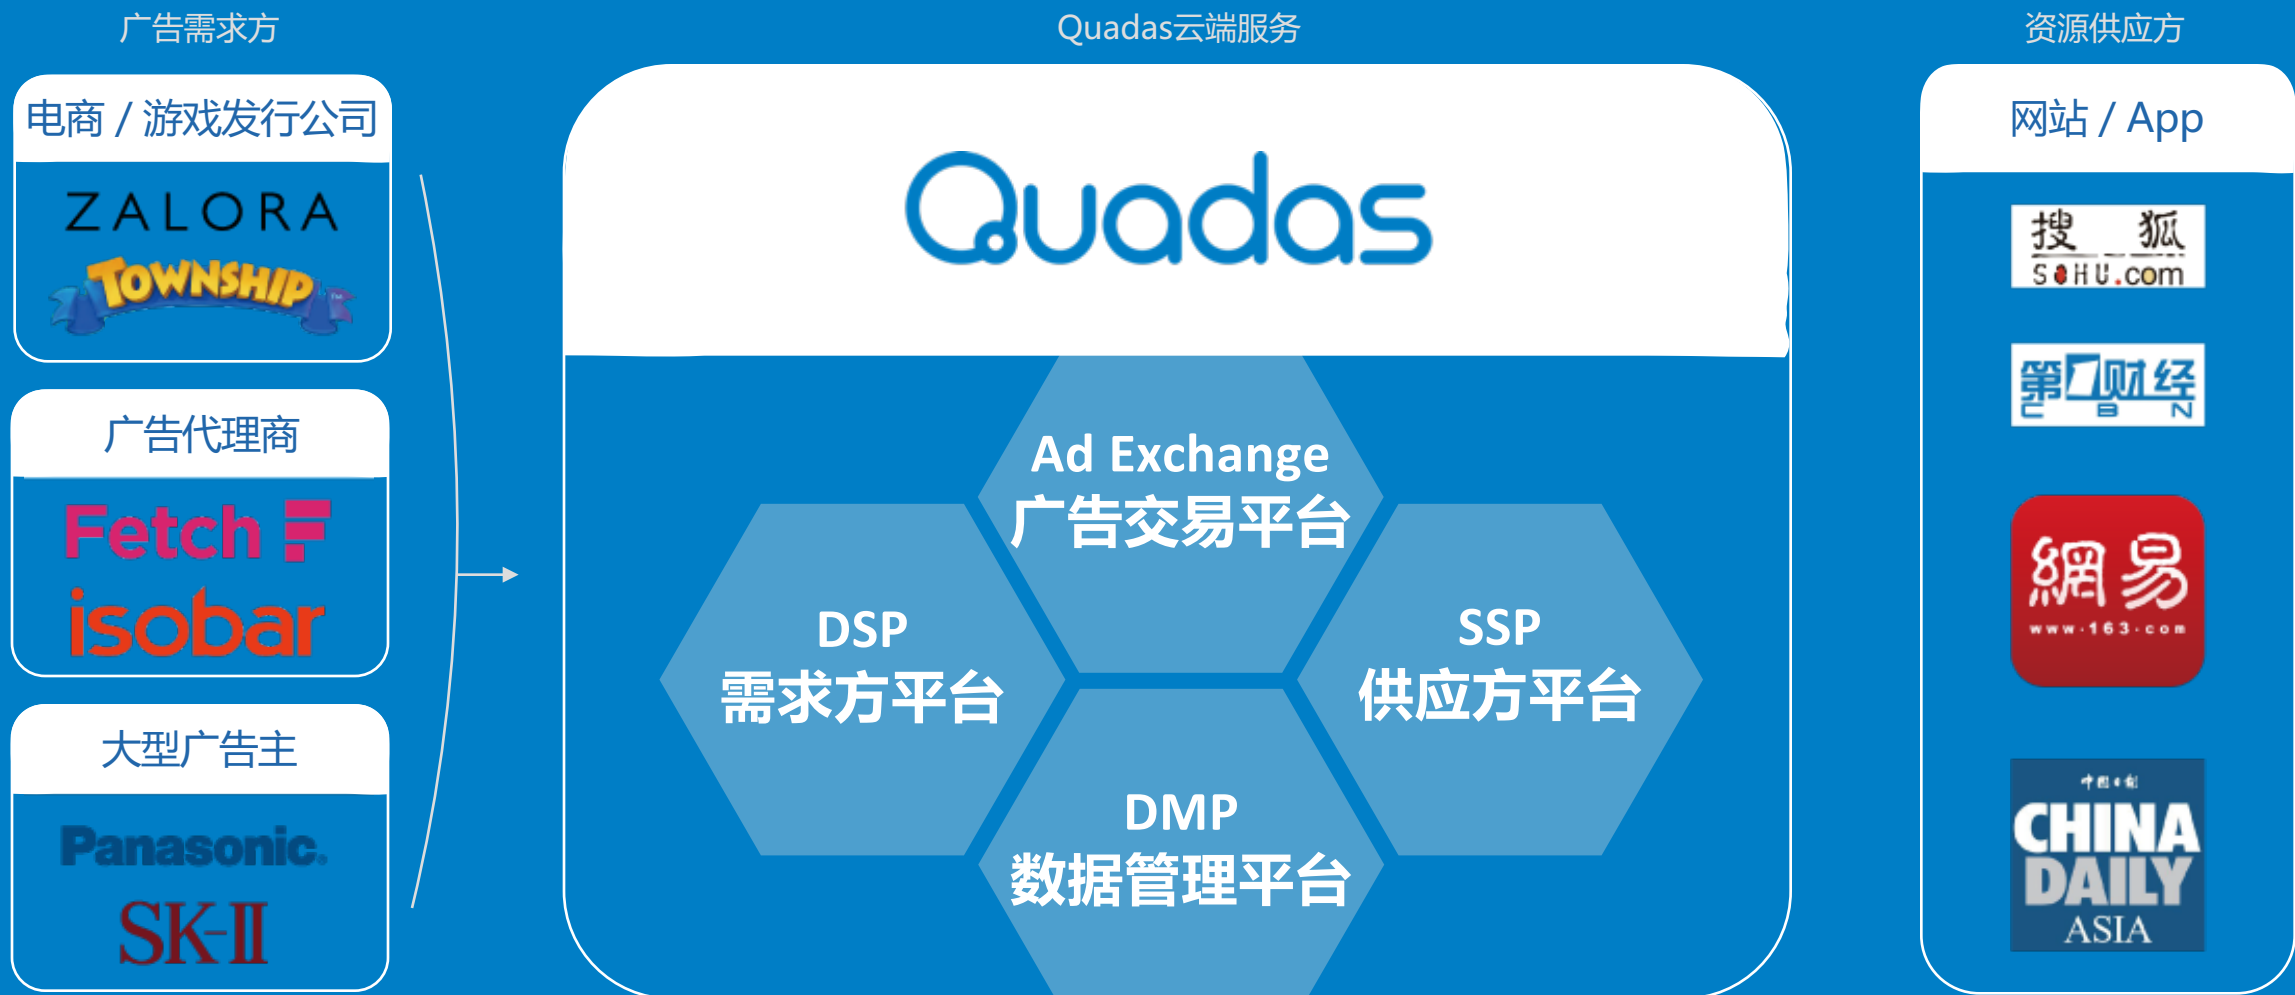 广告需求方
电商 / 游戏发行公司
ZALORA
TOWNSHIP™
广告代理商
Fetch
isobar
大型广告主
Panasonic
SK-II
Quadas云端服务
Quadas
Ad Exchange
广告交易平台
DSP
需求方平台
SSP
供应方平台
DMP
数据管理平台
资源供应方
网站 / App
搜狐
SOHU.com
第一财经
CBN
網易
www.163.com
中國日報
CHINA
DAILY
ASIA